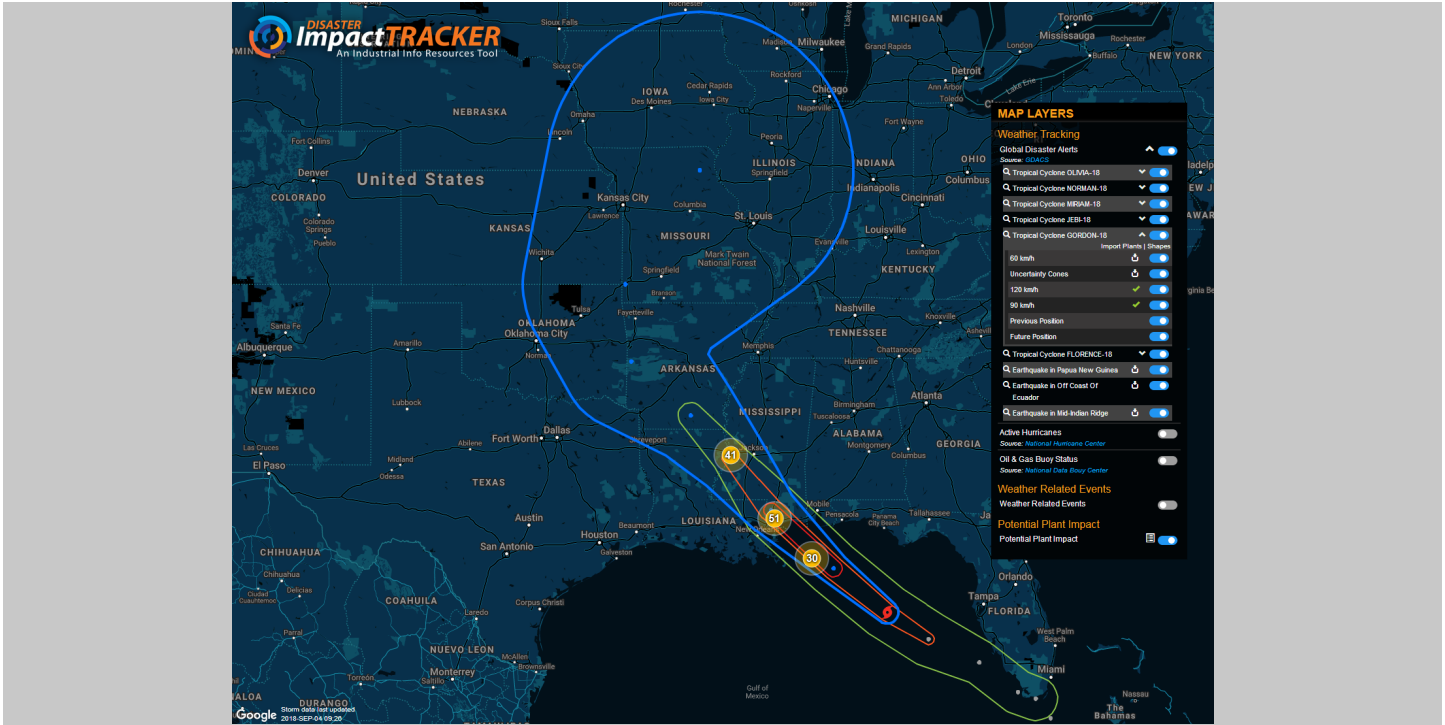 DISASTER
ImpactTRACKER
An Industrial Info Resources Tool
Rochester
Oshkosh
Sioux Falls
MICHIGAN
Toronto
Mississauga
Rochester
Buffalo
NEW YORK
Madison
Milwaukee
Grand Rapids
London
Sioux City
Rockford
Detroit
Ann Arbor
Lake Erie
Toledo
IOWA
Des Moines
Cedar Rapids
Iowa City
Chicago
Naperville
NEBRASKA
Omaha
Lincoln
Fort Wayne
Peoria
Fort Collins
Denver
United States
COLORADO
Colorado
Springs
Pueblo
ILLINOIS
Springfield
NDIANA
Indianapolis
OHIO
Columbus
Cincinnati
Kansas City
Lawrence
Columbia
St. Louis
KANSAS
MISSOURI
Louisville
Evansville
Lexington
Wichita
Mark Twain
National Forest
KENTUCKY
Springfield
Branson
Tulsa
Fayetteville
Nashville
Knoxville
TENNESSEE
Ashevil
OKLAHOMA
Oklahoma City
Norman
Santa Fe
Albuquerque
Amarillo
Memphis
Chattanooga
Huntsville
ARKANSAS
NEW MEXICO
Lubbock
Atlanta
MISSISSIPPI
Birmingham
Tuscaloosa
ALABAMA
Montgomery
GEORGIA
Columbus
Dallas
Fort Worth
Abilene
Shreveport
41
Jackson
Las Cruces
El Paso
Midland
Odessa
TEXAS
51
Mobile
Pensacola
Panama
City Beach
Tallahassee
LOUISIANA
Austin
Beaumont
Houston
Galveston
San Antonio
30
CHIHUAHUA
Chihuahua
Ciudad
Cuauhtemoc
Delicias
COAHUILA
Corpus Christi
Laredo
Orlando
Tampa
FLORIDA
West Palm
Beach
Miami
Parral
NUEVO LEON
McAllen
Brownsville
Monterrey
Saltillo
Torreón
DURANGO
Gulf of
Mexico
Nassau
The
Bahamas
Google
Storm data last updated
2018-SEP-04 09:26
MAP LAYERS
Weather Tracking
Global Disaster Alerts
Source: GDACS
Tropical Cyclone OLIVIA-18
Tropical Cyclone NORMAN-18
Tropical Cyclone MIRIAM-18
Tropical Cyclone JEBI-18
Tropical Cyclone GORDON-18
Import Plants | Shapes
60 km/h
Uncertainty Cones
120 km/h
90 km/h
Previous Position
Future Position
Tropical Cyclone FLORENCE-18
Earthquake in Papua New Guinea
Earthquake in Off Coast Of
Ecuador
Earthquake in Mid-Indian Ridge
Active Hurricanes
Source: National Hurricane Center
Oil & Gas Buoy Status
Source: National Data Bouy Center
Weather Related Events
Weather Related Events
Potential Plant Impact
Potential Plant Impact